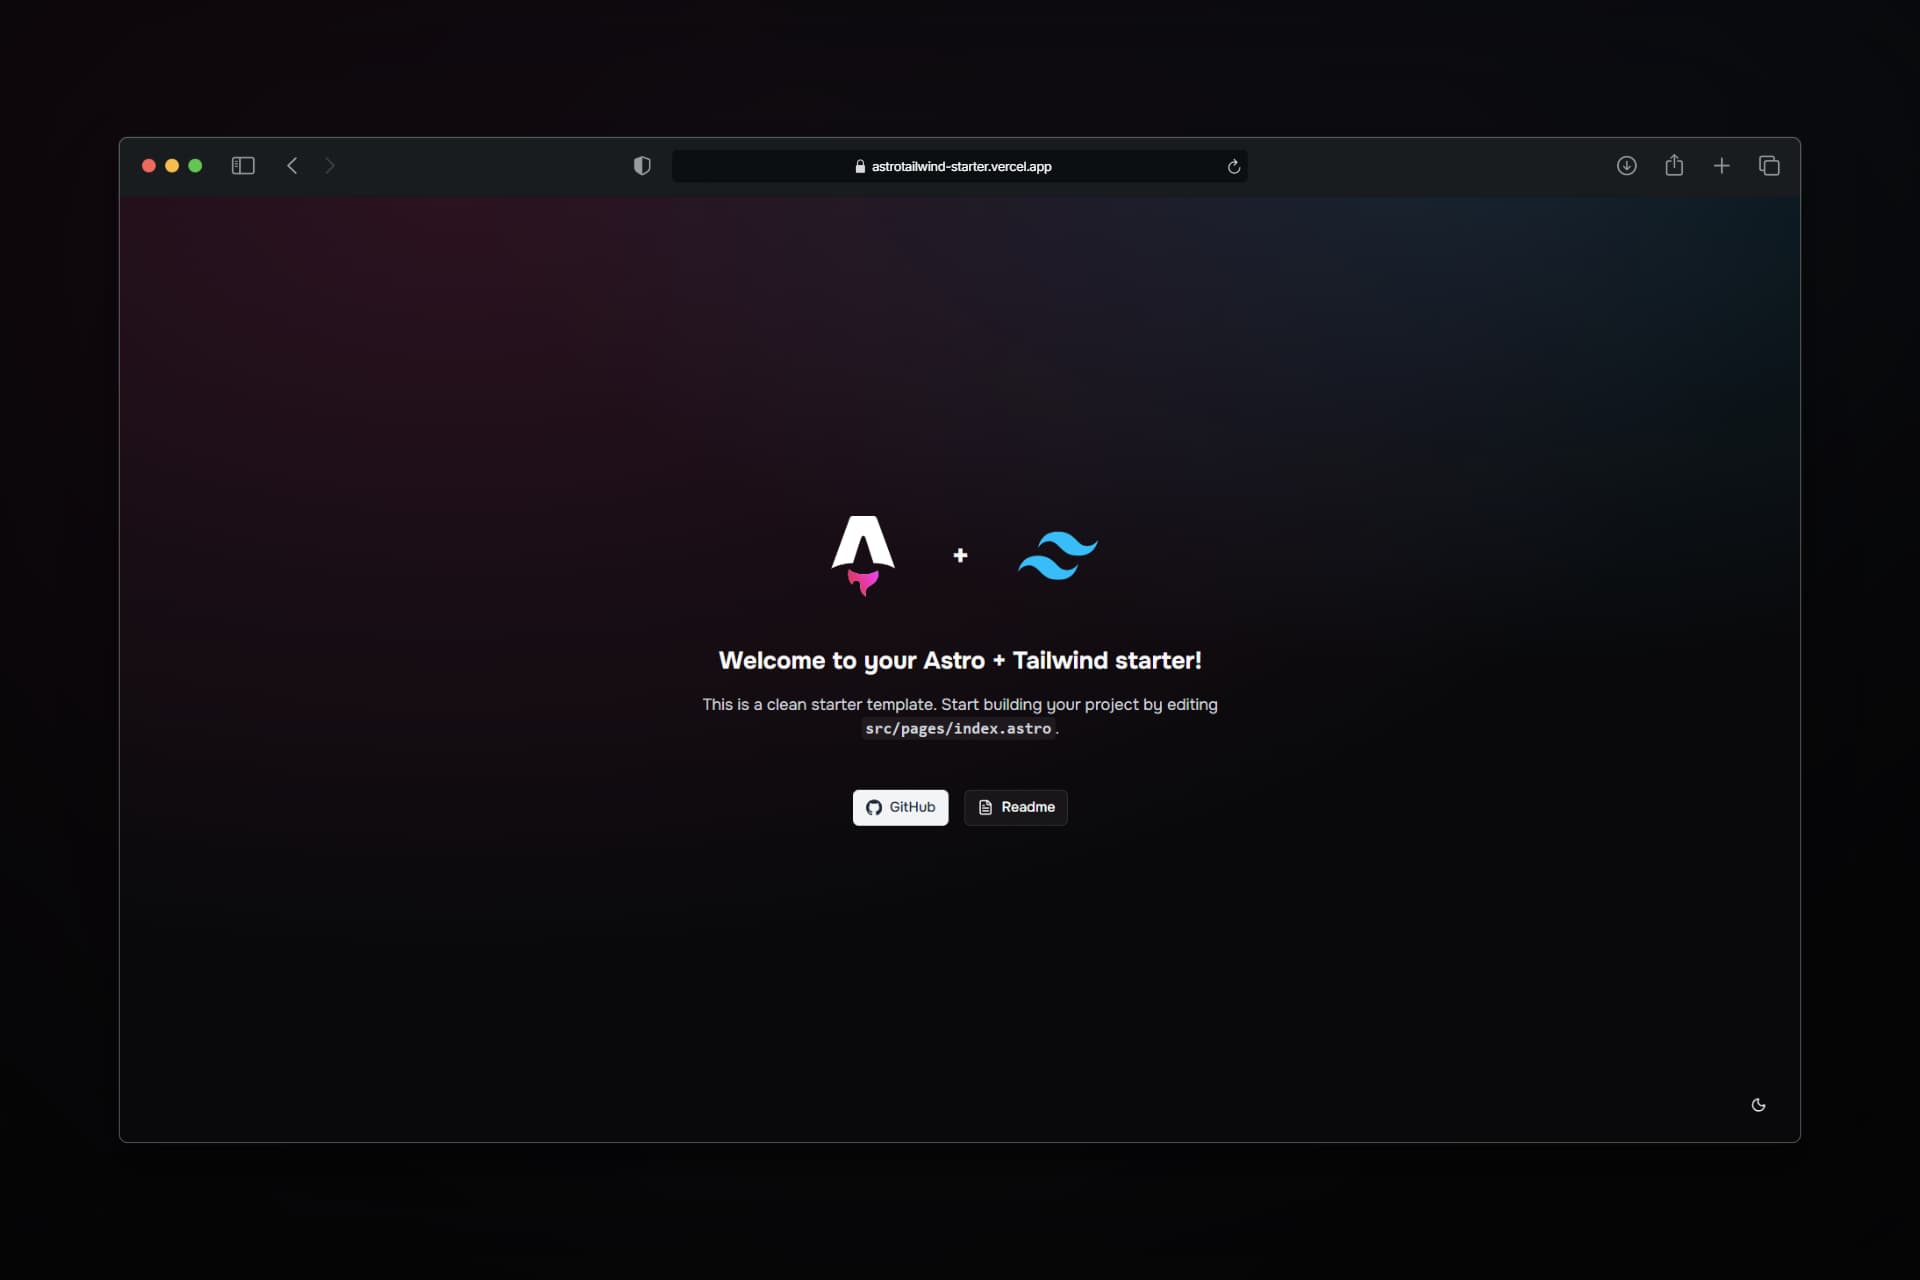 astrotailwind-starter.vercel.app
+
Welcome to your Astro + Tailwind starter!
This is a clean starter template. Start building your project by editing
src/pages/index.astro.
GitHub
Readme